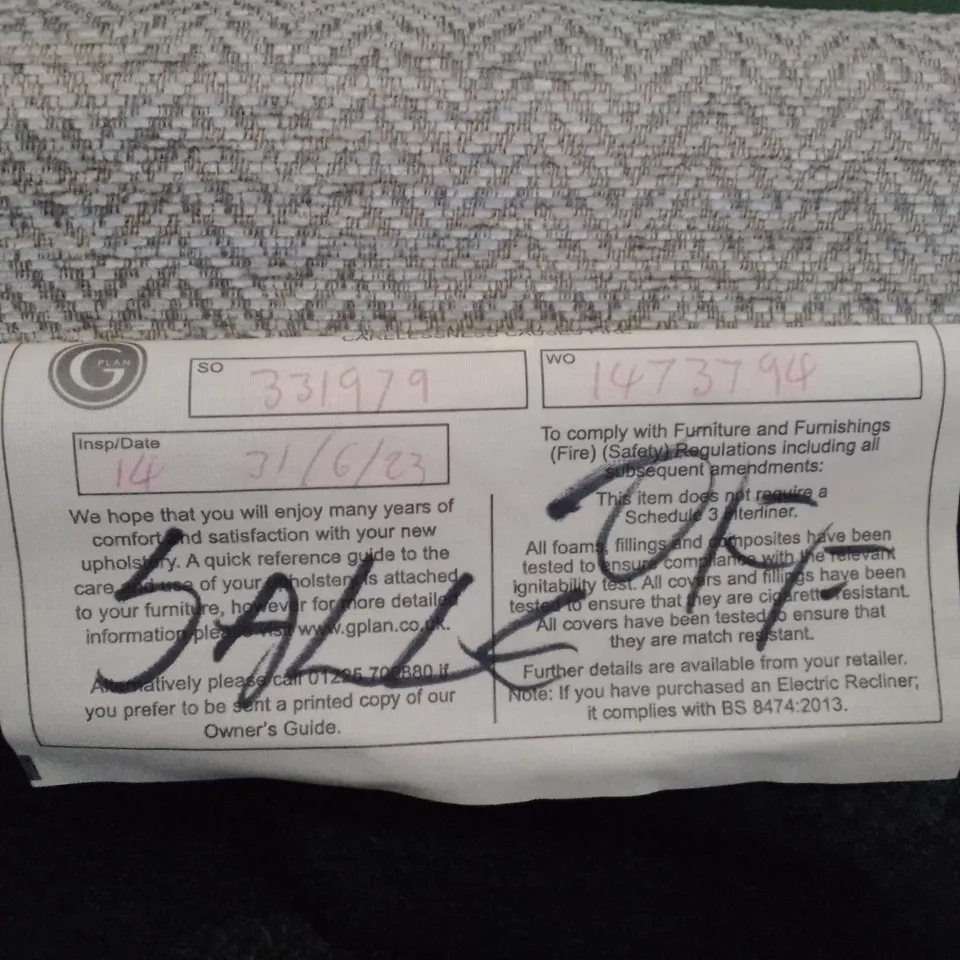 G PLAN
SO 331979
WO 1473794
Insp/Date
14 31/6/23
We hope that you will enjoy many years of
comfort and satisfaction with your new
upholstery. A quick reference guide to the
care and use of your upholstery is attached
to your furniture, however for more detailed
information please visit www.gplan.co.uk.
Alternatively please call 01225 700880 if
you prefer to be sent a printed copy of our
Owner's Guide.
To comply with Furniture and Furnishings
(Fire) (Safety) Regulations including all
subsequent amendments:
This item does not require a
Schedule 3 interliner.
All foams, fillings and composites have been
tested to ensure compliance with the relevant
ignitability test. All covers and fillings have been
tested to ensure that they are cigarette resistant.
All covers have been tested to ensure that
they are match resistant.
Further details are available from your retailer.
Note: If you have purchased an Electric Recliner;
it complies with BS 8474:2013.